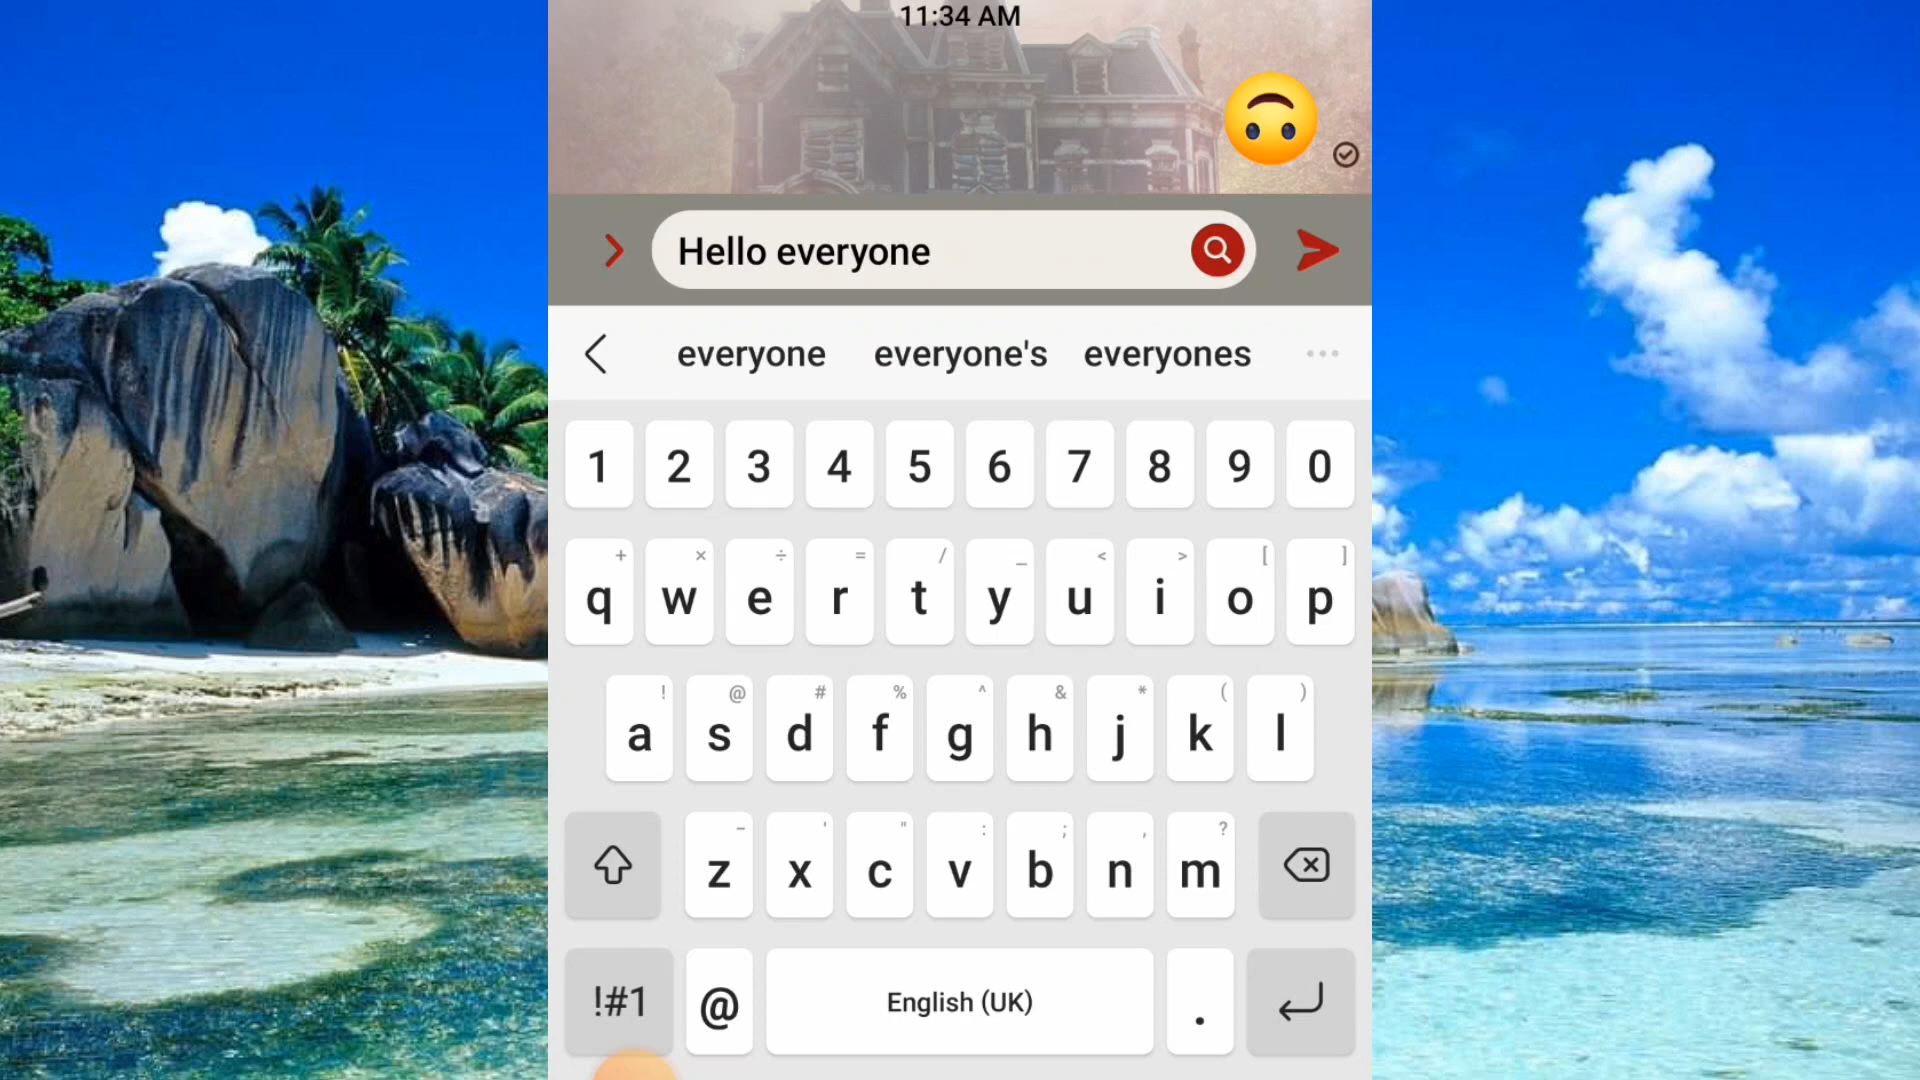 11:34 AM
Hello everyone
everyone everyone's everyones
1 2 3 4 5 6 7 8 9 0
+ × ÷ = / _ < > [ ]
q w e r t y u i o p
! @ # % ^ & * ( )
a s d f g h j k l
- ' " : ; , ?
z x c v b n m
!#1 @ English (UK) .